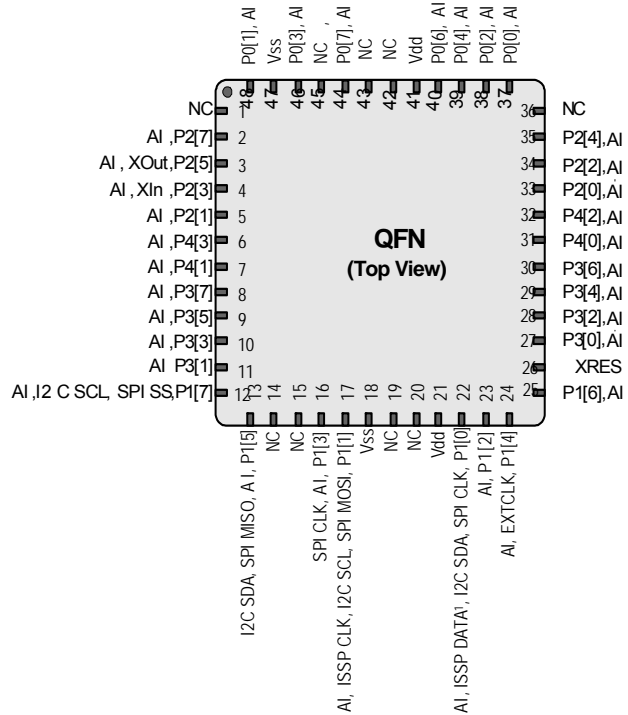 P0[1], AI
Vss
P0[3], AI
NC ,
P0[7], AI
NC
NC
Vdd
P0[6], AI
P0[4], AI
P0[2], AI
P0[0], AI
48
47
46
45
44
43
42
41
40
39
38
37
NC 1
AI ,P2[7] 2
AI , XOut,P2[5] 3
AI , XIn ,P2[3] 4
AI ,P2[1] 5
AI ,P4[3] 6
AI ,P4[1] 7
AI ,P3[7] 8
AI ,P3[5] 9
AI ,P3[3] 10
AI P3[1] 11
AI ,I2 C SCL, SPI SS,P1[7] 12
QFN
(Top View)
36 NC
35 P2[4],AI
34 P2[2],AI
33 P2[0],AI
32 P4[2],AI
31 P4[0],AI
30 P3[6],AI
29 P3[4],AI
28 P3[2],AI
27 P3[0],AI
26 XRES
25 P1[6],AI
13
14
15
16
17
18
19
20
21
22
23
24
I2C SDA, SPI MISO, AI, P1[5]
NC
NC
SPI CLK, AI, P1[3]
AI, ISSP CLK, I2C SCL, SPI MOSI, P1[1]
Vss
NC
NC
Vdd
AI, ISSP DATA¹, I2C SDA, SPI CLK, P1[0]
AI, P1[2]
AI, EXTCLK, P1[4]